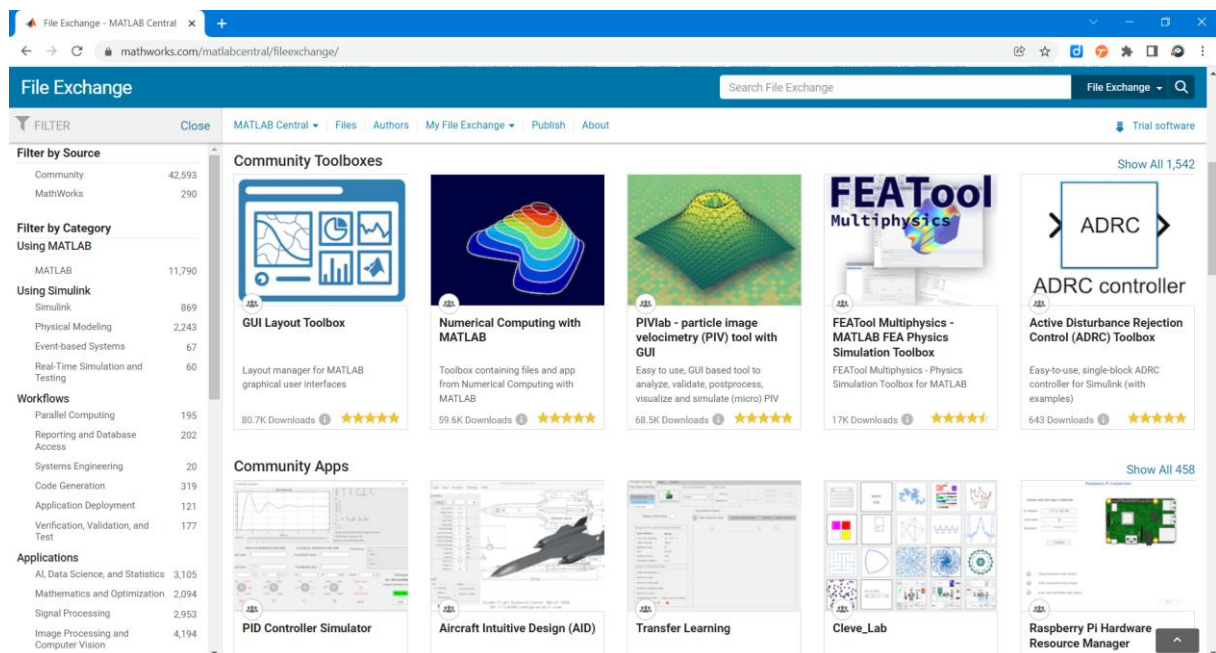 File Exchange - MATLAB Central
mathworks.com/matlabcentral/fileexchange/
File Exchange
Search File Exchange
File Exchange
FILTER
Close
MATLAB Central
Files
Authors
My File Exchange
Publish
About
Trial software
Filter by Source
Community 42,593
MathWorks 290
Filter by Category
Using MATLAB
MATLAB 11,790
Using Simulink
Simulink 869
Physical Modeling 2,243
Event-based Systems 67
Real-Time Simulation and 60
Testing
Workflows
Parallel Computing 195
Reporting and Database 202
Access
Systems Engineering 20
Code Generation 319
Application Deployment 121
Verification, Validation, and 177
Test
Applications
AI, Data Science, and Statistics 3,105
Mathematics and Optimization 2,094
Signal Processing 2,953
Image Processing and 4,194
Computer Vision
Community Toolboxes
Show All 1,542
GUI Layout Toolbox
Layout manager for MATLAB
graphical user interfaces
80.7K Downloads
Numerical Computing with
MATLAB
Toolbox containing files and app
from Numerical Computing with
MATLAB
59.6K Downloads
PIVlab - particle image
velocimetry (PIV) tool with
GUI
Easy to use, GUI based tool to
analyze, validate, postprocess,
visualize and simulate (micro) PIV
68.5K Downloads
FEATool
Multiphysics
FEATool Multiphysics -
MATLAB FEA Physics
Simulation Toolbox
FEATool Multiphysics - Physics
Simulation Toolbox for MATLAB
17K Downloads
ADRC
ADRC controller
Active Disturbance Rejection
Control (ADRC) Toolbox
Easy-to-use, single-block ADRC
controller for Simulink (with
examples)
643 Downloads
Community Apps
Show All 458
PID Controller Simulator
Aircraft Intuitive Design (AID)
Transfer Learning
Cleve_Lab
Raspberry Pi Hardware
Resource Manager